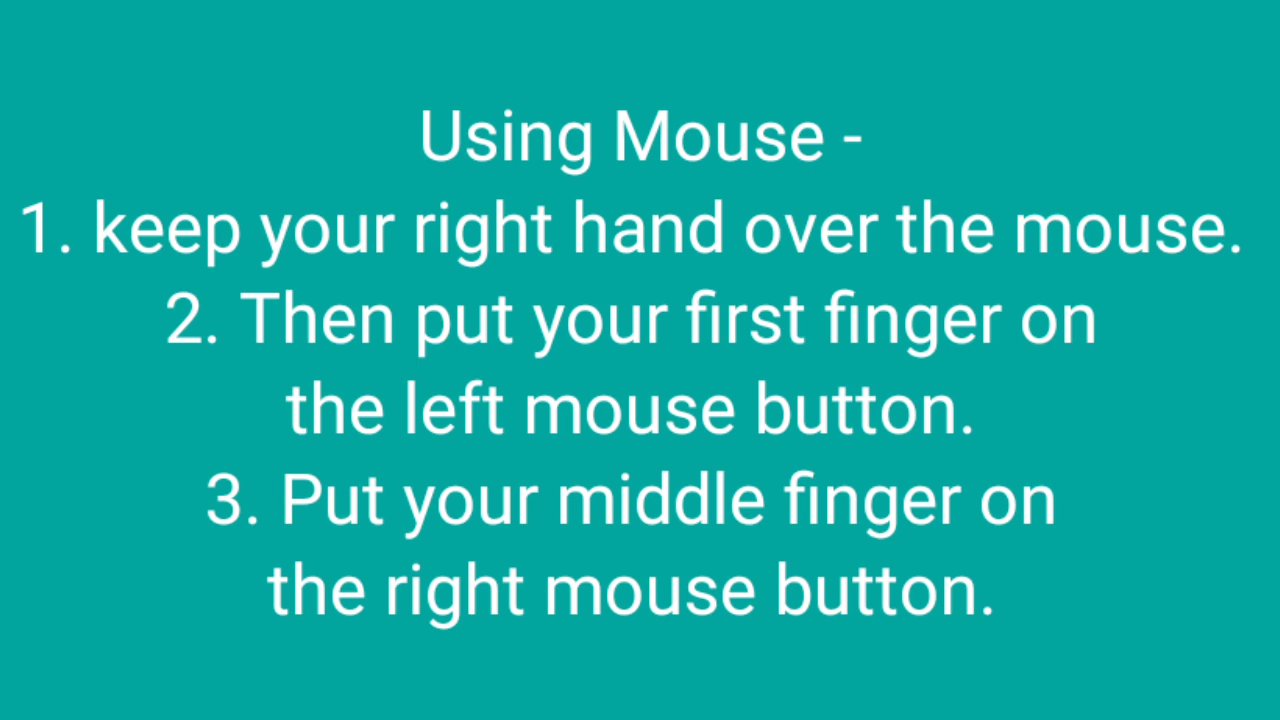 Using Mouse -
1. keep your right hand over the mouse.
2. Then put your first finger on
the left mouse button.
3. Put your middle finger on
the right mouse button.